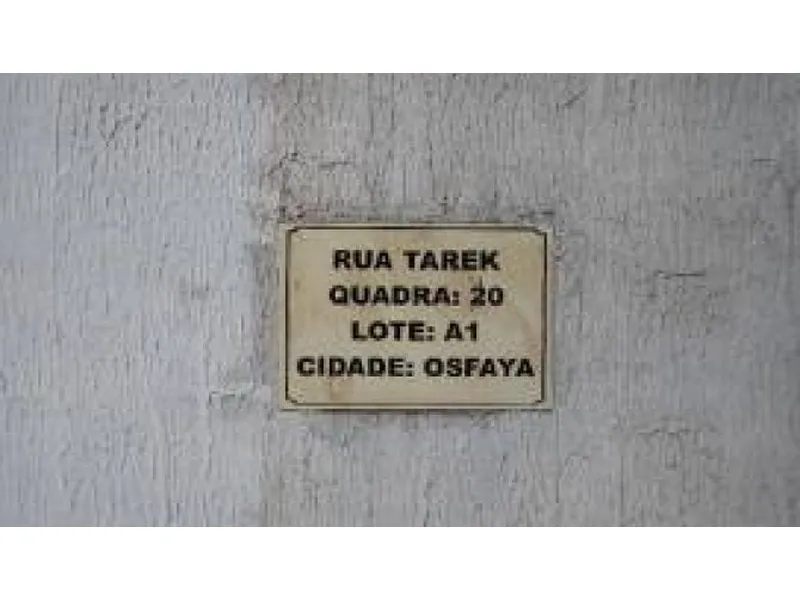 RUA TAREK
QUADRA: 20
LOTE: A1
CIDADE: OSFAYA